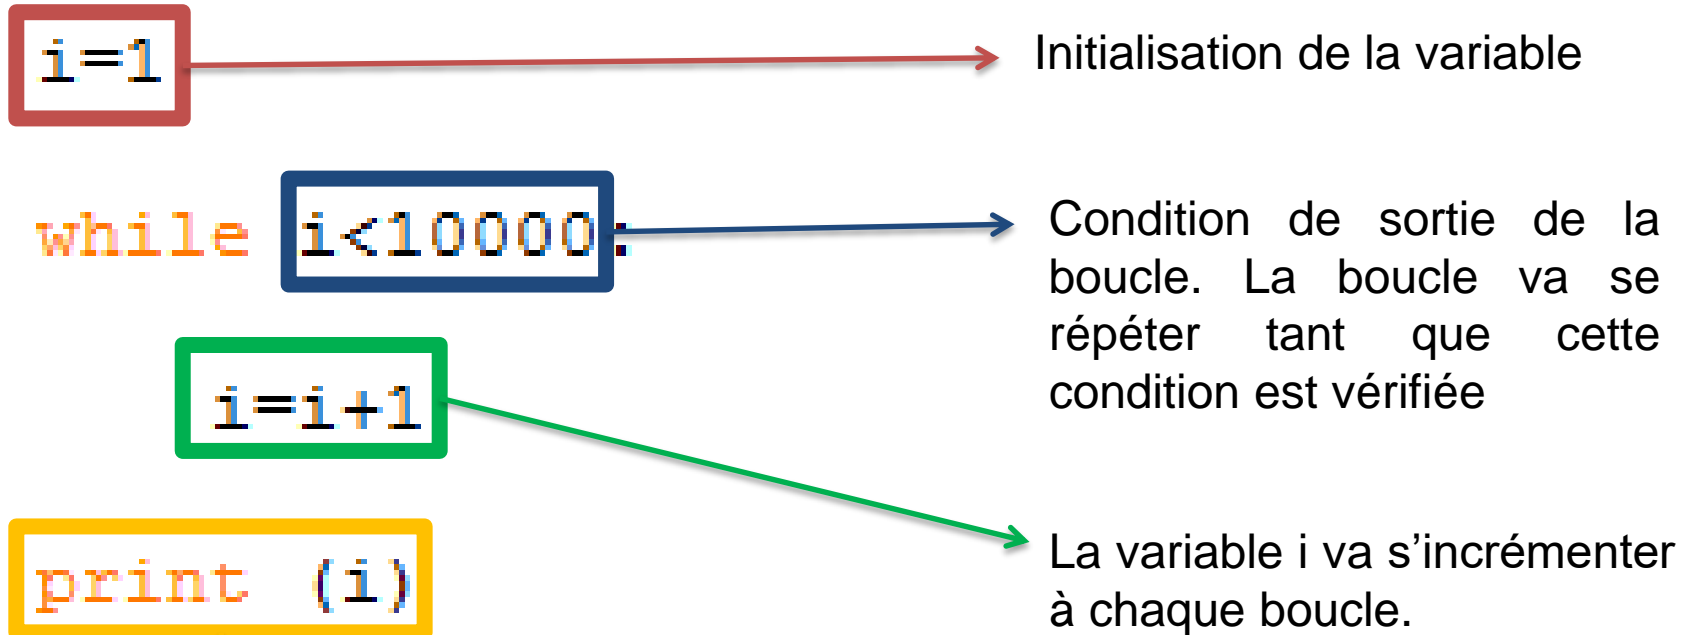 i=1
Initialisation de la variable
while i<10000:
Condition de sortie de la
boucle. La boucle va se
répéter tant que cette
condition est vérifiée
i=i+1
print (i)
La variable i va s’incrémenter
à chaque boucle.